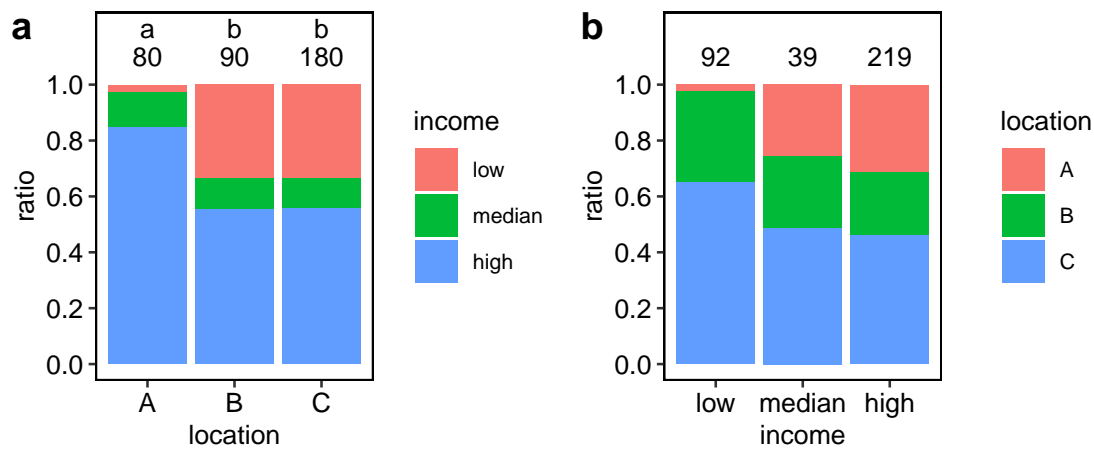 a
a b b
80 90 180
1.0
0.8
0.6
0.4
0.2
0.0
ratio
A B C
location
income
low
median
high
b
92 39 219
1.0
0.8
0.6
0.4
0.2
0.0
ratio
low median high
income
location
A
B
C